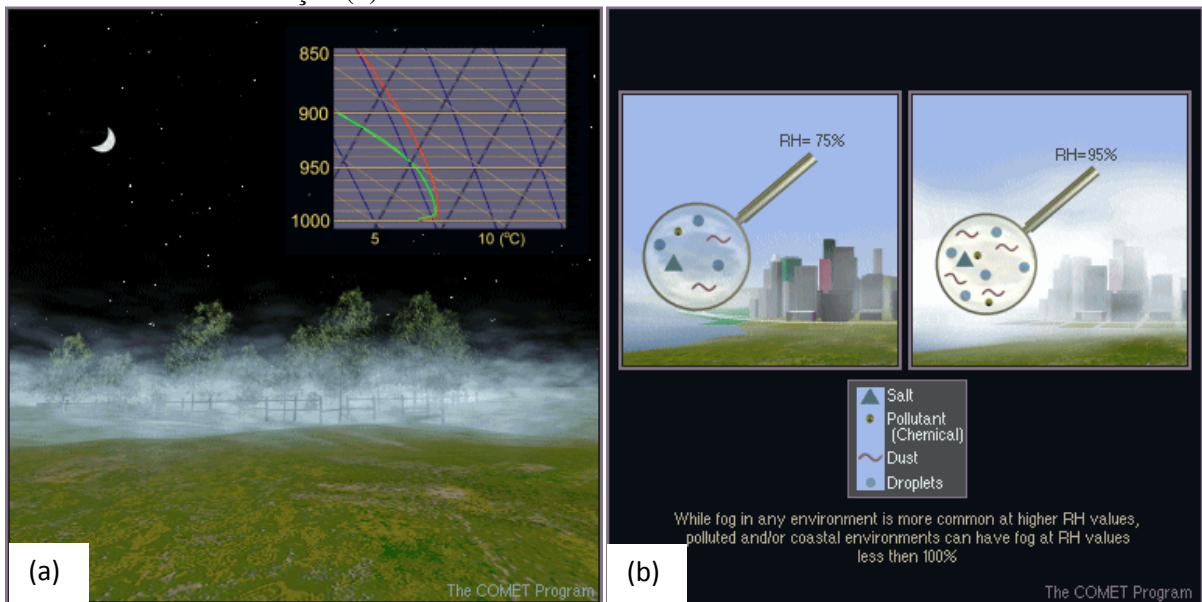 850
900
950
1000
5
10 (°C)
(a)
The COMET Program
RH= 75%
RH= 95%
Salt
Pollutant
(Chemical)
Dust
Droplets
While fog in any environment is more common at higher RH values,
polluted and/or coastal environments can have fog at RH values
less then 100%
(b)
The COMET Program